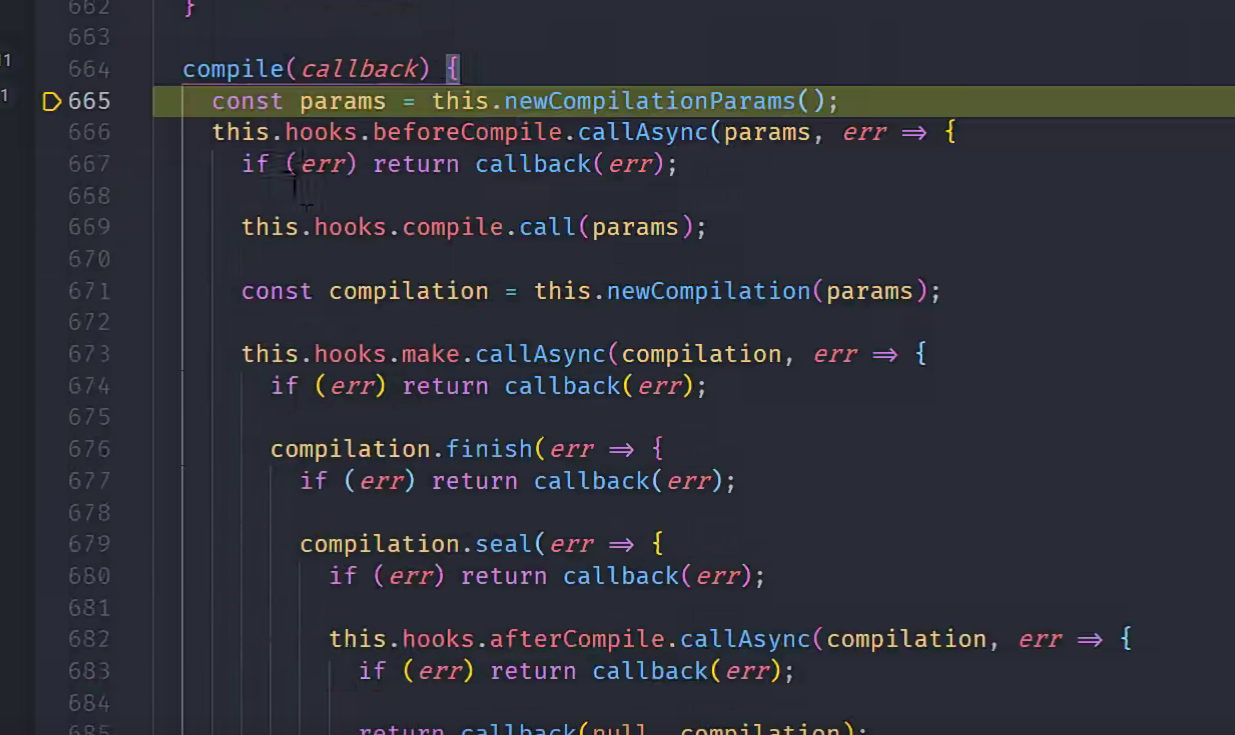 662 }
663
664 compile(callback) {
665 const params = this.newCompilationParams();
666 this.hooks.beforeCompile.callAsync(params, err => {
667 if (err) return callback(err);
668
669 this.hooks.compile.call(params);
670
671 const compilation = this.newCompilation(params);
672
673 this.hooks.make.callAsync(compilation, err => {
674 if (err) return callback(err);
675
676 compilation.finish(err => {
677 if (err) return callback(err);
678
679 compilation.seal(err => {
680 if (err) return callback(err);
681
682 this.hooks.afterCompile.callAsync(compilation, err => {
683 if (err) return callback(err);
684
685 return callback(null, compilation);